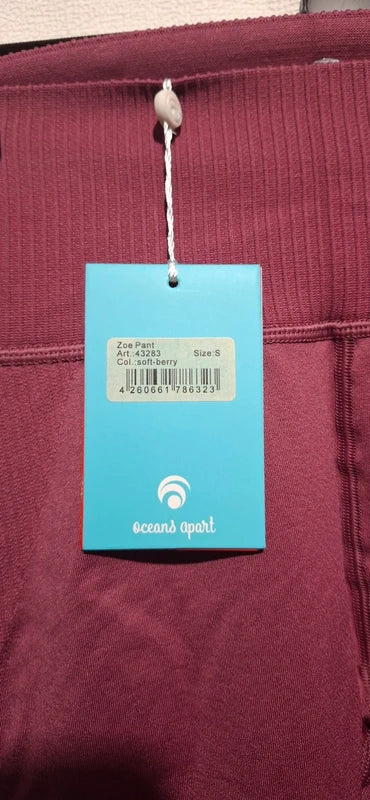 Zoe Pant
Art.:43283 Size:S
Col.:soft-berry
4 260661 786323
oceans apart